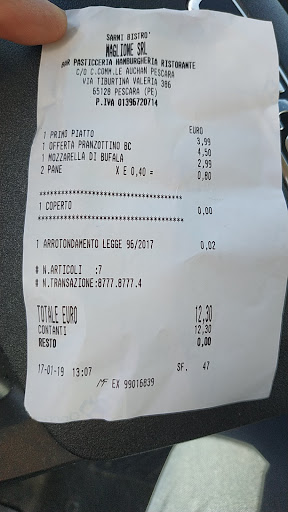 SARNI BISTRO'
MAGLIONE SRL
BAR PASTICCERIA HAMBURGHERIA RISTORANTE
C/O C.COMM.LE AUCHAN PESCARA
VIA TIBURTINA VALERIA 386
65128 PESCARA (PE)
P.IVA 01396720714
EURO
1 PRIMO PIATTO 3,99
1 OFFERTA PRANZOTTINO BC 4,50
1 MOZZARELLA DI BUFALA 2,99
2 PANE X E 0,40 = 0,80
************************************
1 COPERTO 0,00
************************************
1 ARROTONDAMENTO LEGGE 96/2017 0,02
# N.ARTICOLI :7
# N.TRANSAZIONE:8777.8777.4
TOTALE EURO 12,30
CONTANTI 12,30
RESTO 0,00
17-01-19 13:07 SF. 47
MF EX 99016839